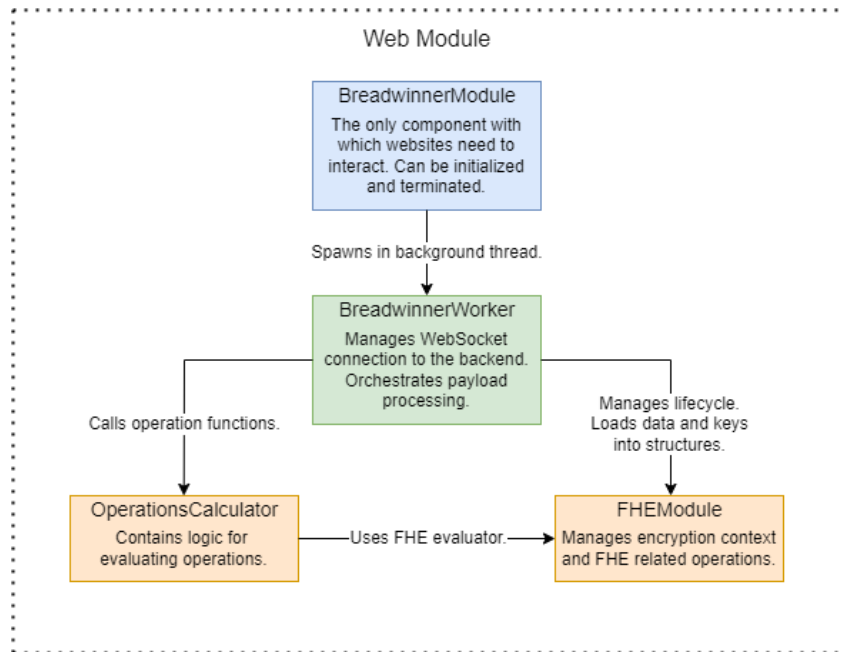 Web Module
BreadwinnerModule
The only component with
which websites need to
interact. Can be initialized
and terminated.
Spawns in background thread.
BreadwinnerWorker
Manages WebSocket
connection to the backend.
Orchestrates payload
processing.
Calls operation functions.
Manages lifecycle.
Loads data and keys
into structures.
OperationsCalculator
Contains logic for
evaluating operations.
Uses FHE evaluator.
FHEModule
Manages encryption context
and FHE related operations.